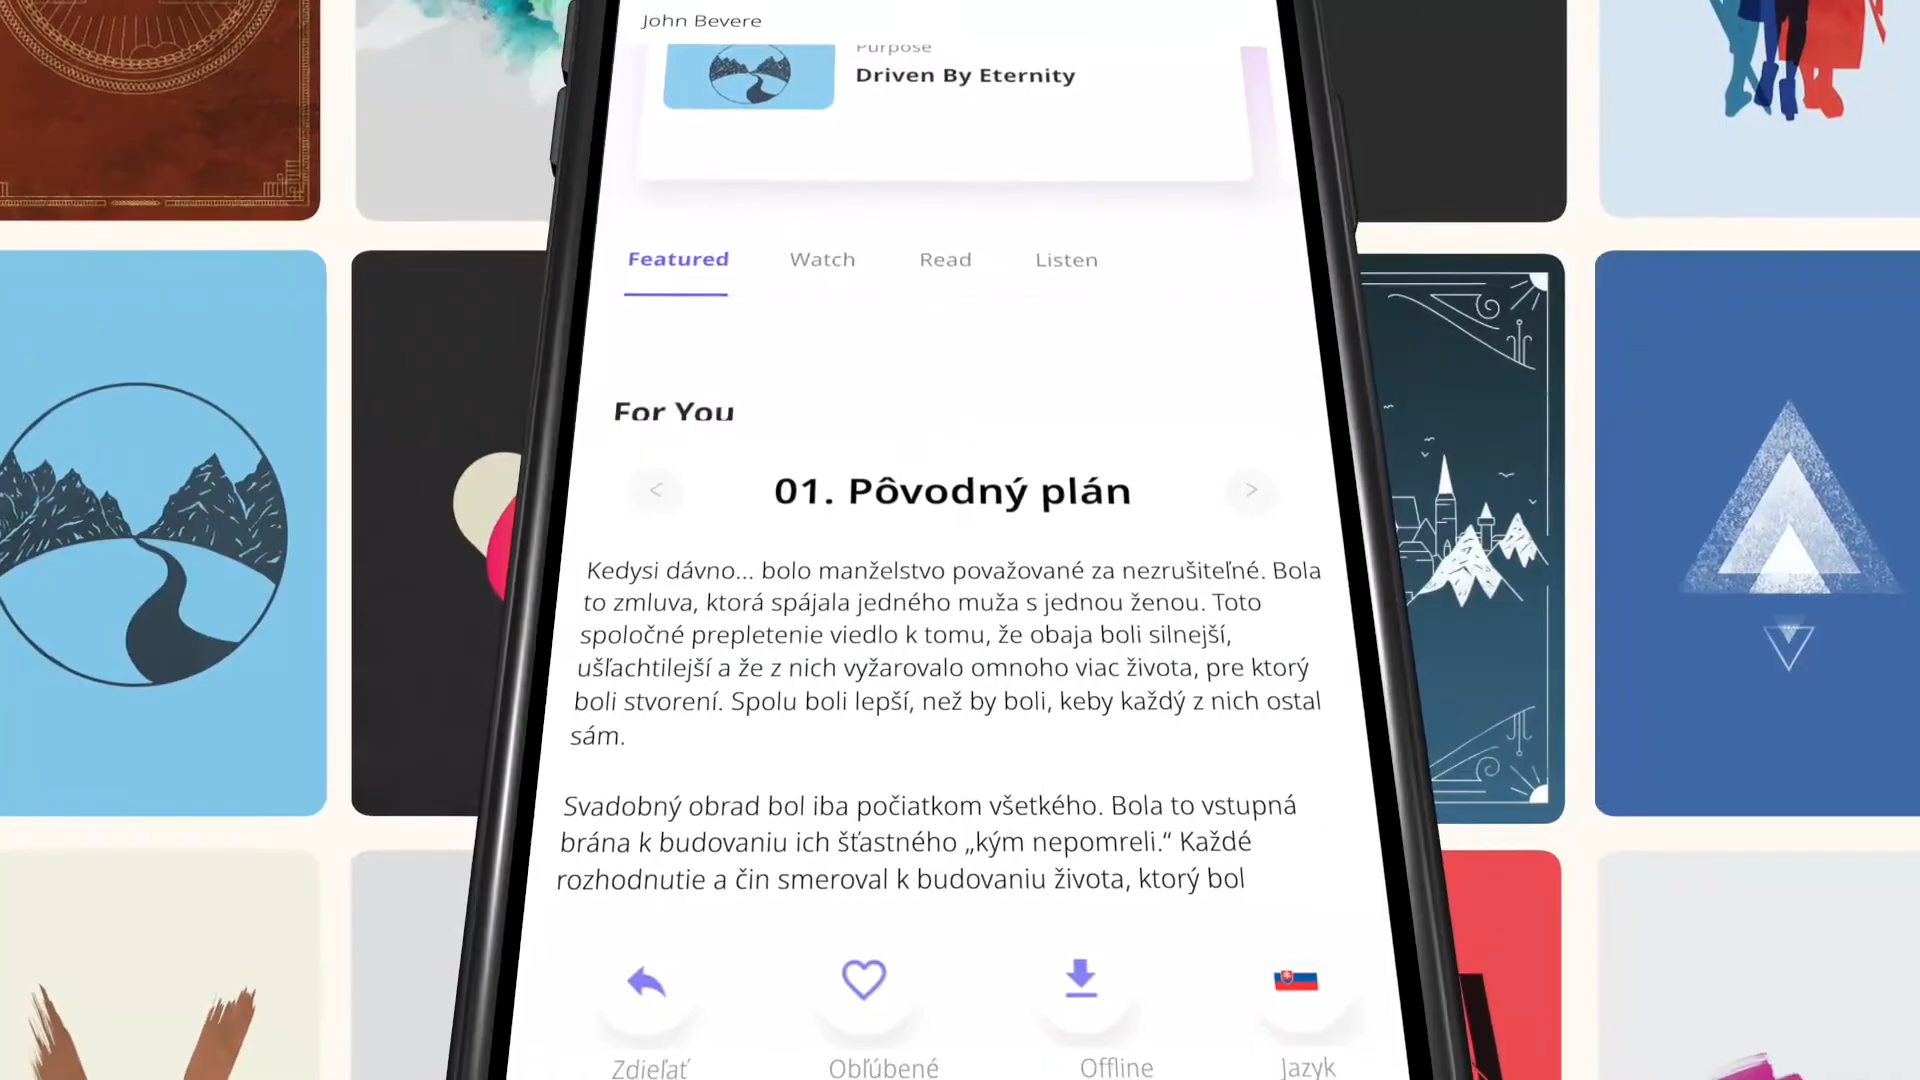 John Bevere
Purpose
Driven By Eternity
Featured Watch Read Listen
For You
< 01. Pôvodný plán >
Kedysi dávno... bolo manželstvo považované za nezrušiteľné. Bola
to zmluva, ktorá spájala jedného muža s jednou ženou. Toto
spoločné prepletenie viedlo k tomu, že obaja boli silnejší,
ušľachtilejší a že z nich vyžarovalo omnoho viac života, pre ktorý
boli stvorení. Spolu boli lepší, než by boli, keby každý z nich ostal
sám.
Svadobný obrad bol iba počiatkom všetkého. Bola to vstupná
brána k budovaniu ich šťastného „kým nepomreli.“ Každé
rozhodnutie a čin smeroval k budovaniu života, ktorý bol
Zdieľať Obľúbené Offline Jazyk